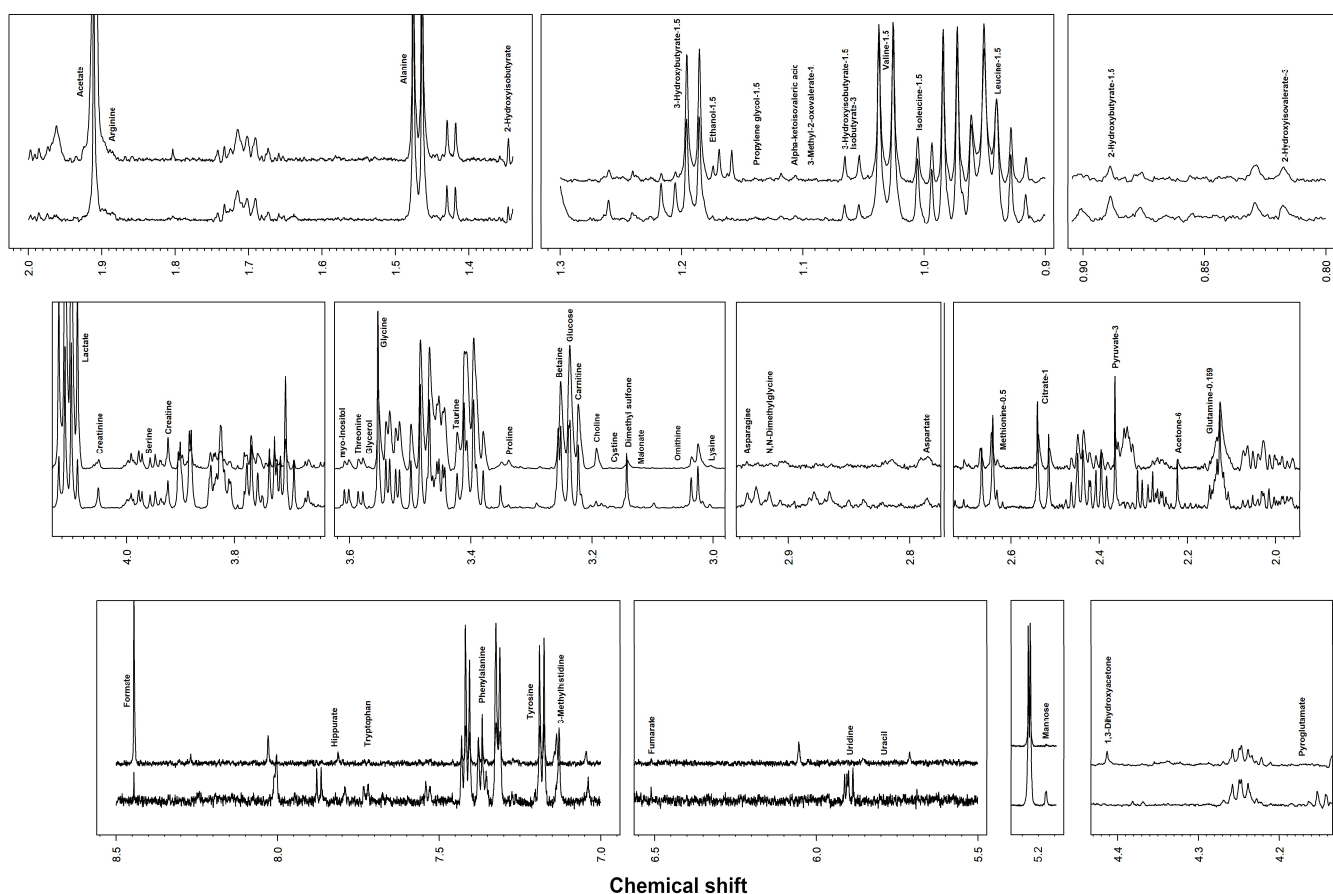 Acetate
Arginine
Alanine
2-Hydroxyisobutyrate
2.0 1.9 1.8 1.7 1.6 1.5 1.4
3-Hydroxybutyrate-1.5
Ethanol-1.5
Propylene glycol-1.5
Alpha-ketoisovaleric acid
3-Methyl-2-oxovalerate-1
3-Hydroxyisobutyrate-1.5
Isobutyrate-3
Valine-1.5
Isoleucine-1.5
Leucine-1.5
1.3 1.2 1.1 1.0 0.9
2-Hydroxybutyrate-1.5
2-Hydroxyisovalerate-3
0.90 0.85 0.80
Lactate
Creatinine
Serine
Creatine
4.0 3.8
myo-Inositol
Threonine
Glycerol
Glycine
Taurine
Proline
Betaine
Glucose
Carnitine
Choline
Cystine
Dimethyl sulfone
Malonate
Ornithine
Lysine
3.6 3.4 3.2 3.0
Asparagine
N,N-Dimethylglycine
Aspartate
2.9 2.8
Methionine-0.5
Citrate-1
Pyruvate-3
Acetone-6
Glutamine-0.159
2.6 2.4 2.2 2.0
Formate
Hippurate
Tryptophan
Phenylalanine
Tyrosine
3-Methylhistidine
8.5 8.0 7.5 7.0
Fumarate
Uridine
Uracil
6.5 6.0 5.5
Mannose
5.2
1,3-Dihydroxyacetone
Pyroglutamate
4.4 4.3 4.2
Chemical shift